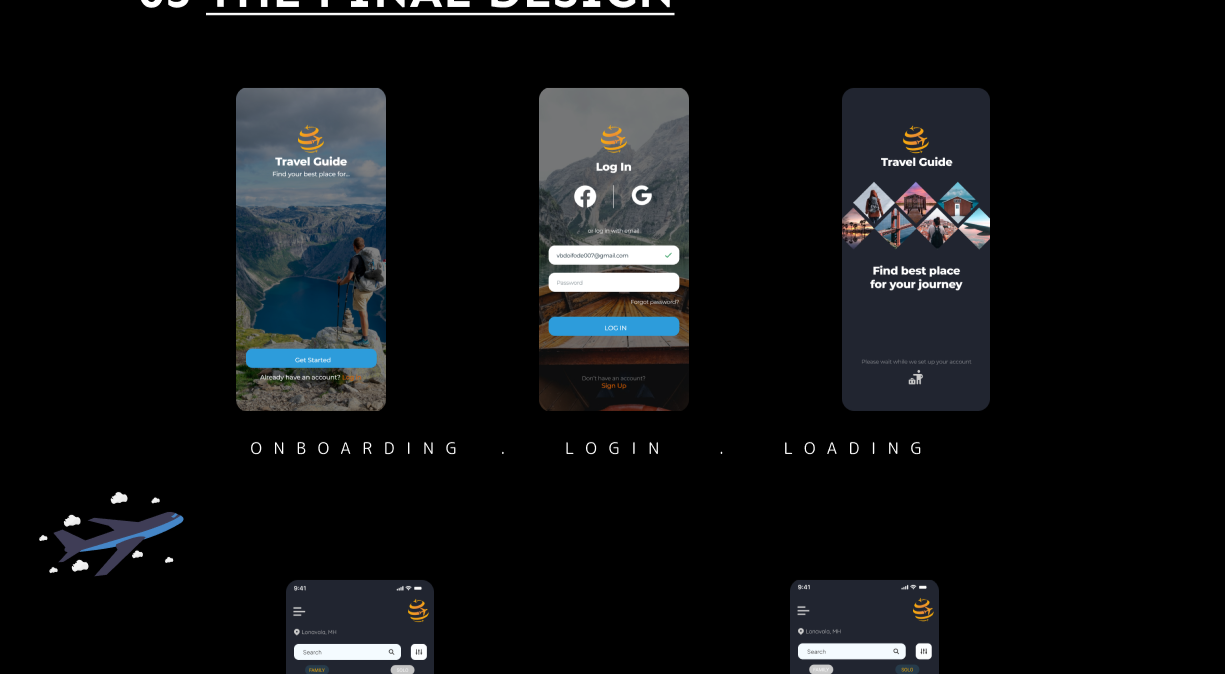 05 THE FINAL DESIGN
Travel Guide
Find your best place for...
Get Started
Already have an account? Log In
Log In
or log in with email
vbdolfode007@gmail.com
Password
Forgot password?
LOG IN
Don't have an account?
Sign Up
Travel Guide
Find best place
for your journey
Please wait while we set up your account
ONBOARDING . LOGIN . LOADING
9:41
Lonavala, MH
Search
FAMILY
SOLO
9:41
Lonavala, MH
Search
FAMILY
SOLO